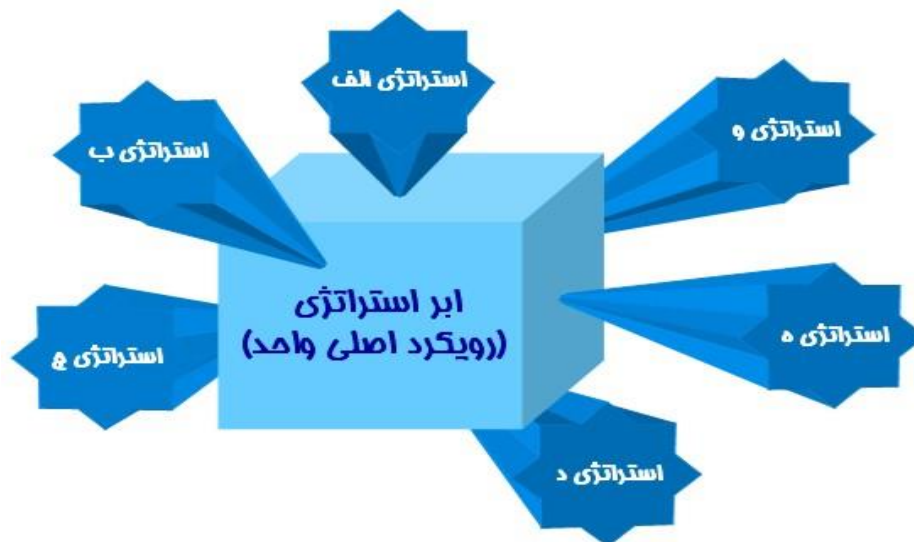 استراتژی الف
استراتژی ب
استراتژی و
ابر استراتژی
(رویکرد اصلی واحد)
استراتژی ج
استراتژی ه
استراتژی د